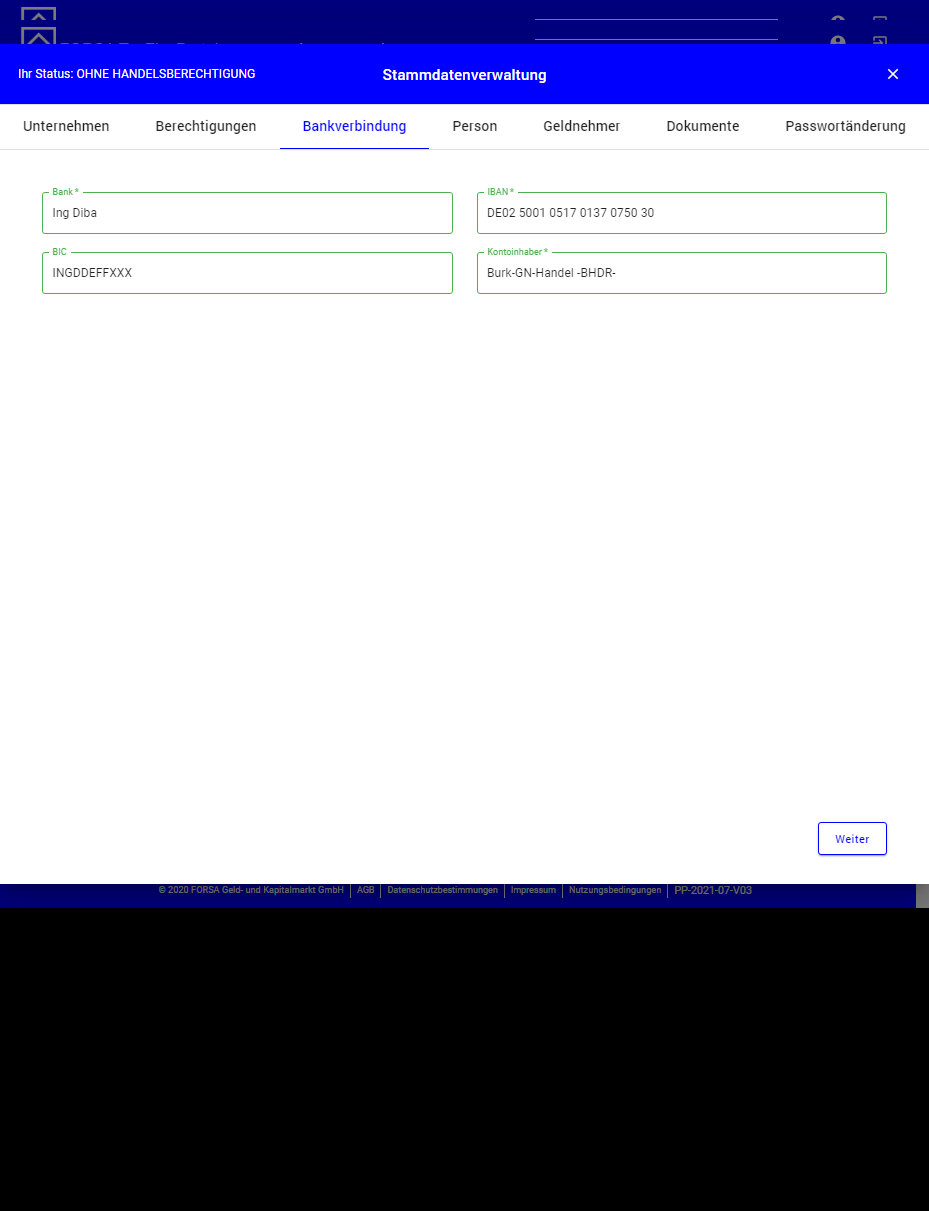 Ihr Status: OHNE HANDELSBERECHTIGUNG
Stammdatenverwaltung
Unternehmen
Berechtigungen
Bankverbindung
Person
Geldnehmer
Dokumente
Passwortänderung
Bank *
Ing Diba
IBAN *
DE02 5001 0517 0137 0750 30
BIC
INGDDEFFXXX
Kontoinhaber *
Burk-GN-Handel -BHDR-
Weiter
© 2020 FORSA Geld- und Kapitalmarkt GmbH | AGB | Datenschutzbestimmungen | Impressum | Nutzungsbedingungen | PP-2021-07-V03